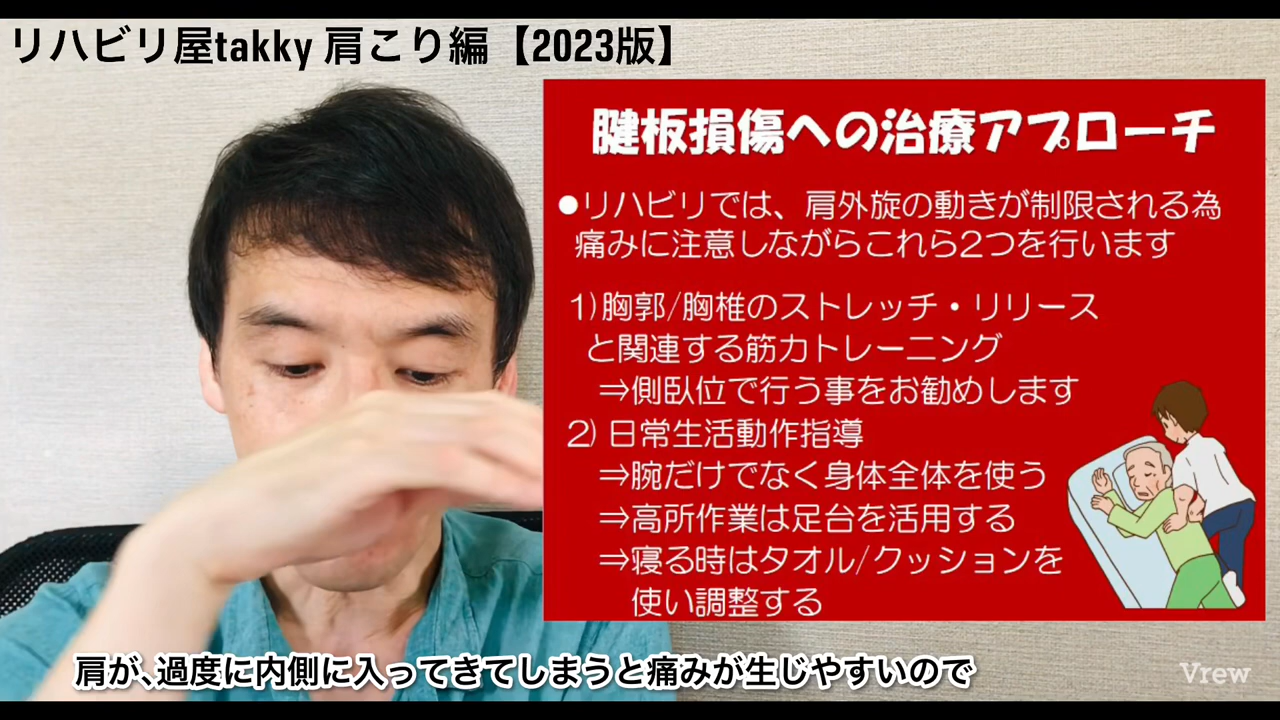 リハビリ屋takky 肩こり編【2023版】
腱板損傷への治療アプローチ
●リハビリでは、肩外旋の動きが制限される為
痛みに注意しながらこれら2つを行います
1)胸郭/胸椎のストレッチ・リリース
と関連する筋力トレーニング
⇒側臥位で行う事をお勧めします
2) 日常生活動作指導
⇒腕だけでなく身体全体を使う
⇒高所作業は足台を活用する
⇒寝る時はタオル/クッションを
使い調整する
肩が、過度に内側に入ってきてしまうと痛みが生じやすいので
Vrew